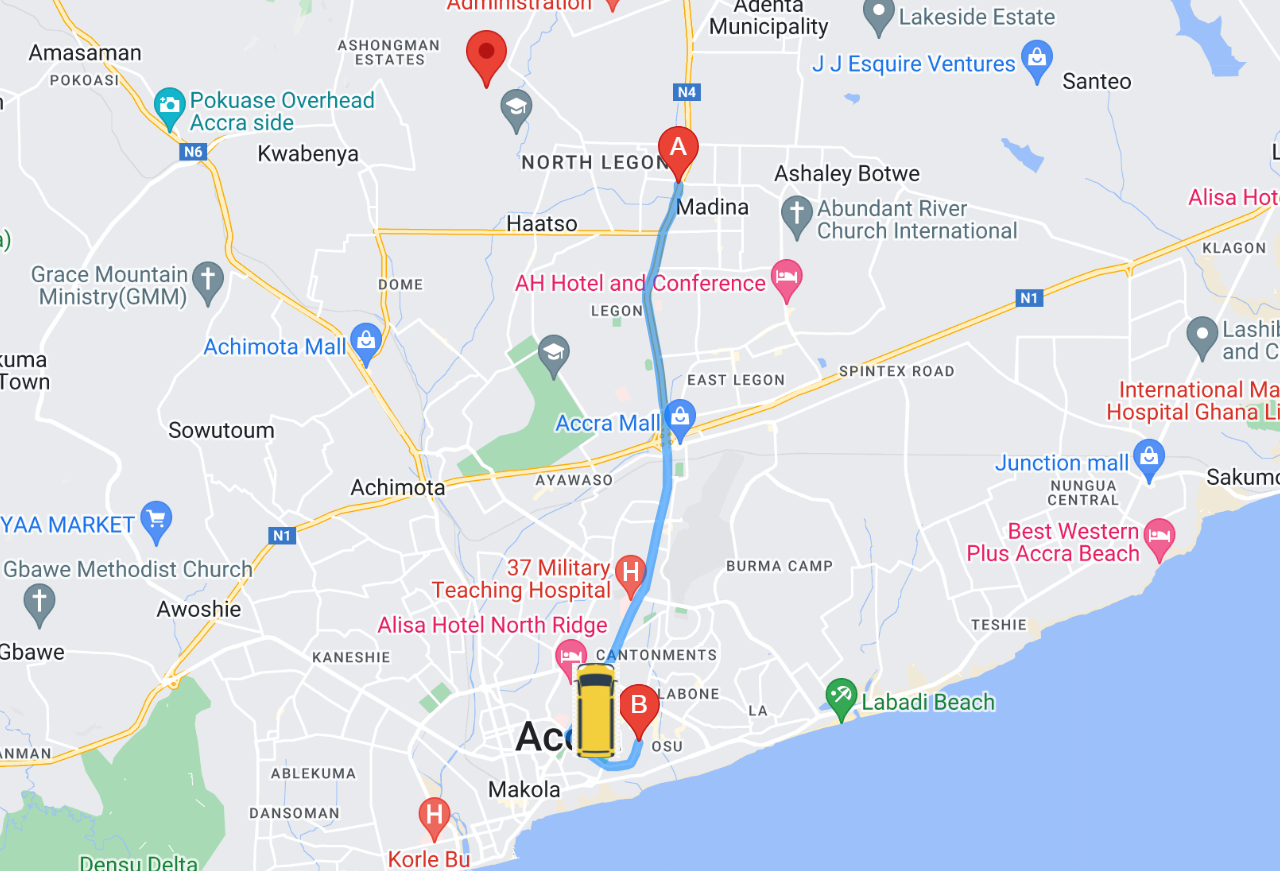 Administration
Adenta
Municipality
Lakeside Estate
ASHONGMAN
ESTATES
Amasaman
POKOASI
J J Esquire Ventures
Santeo
N4
Pokuase Overhead
Accra side
N6
Kwabenya
A
NORTH LEGON
Ashaley Botwe
Madina
Alisa Hot
Haatso
Abundant River
Church International
KLAGON
Grace Mountain
Ministry(GMM)
DOME
AH Hotel and Conference
LEGON
N1
Achimota Mall
Lashib
and C
kuma
Town
EAST LEGON
SPINTEX ROAD
International Ma
Hospital Ghana Li
Accra Mall
Sowutoum
Junction mall
AYAWASO
Achimota
NUNGUA
CENTRAL
Sakumo
YAA MARKET
N1
Best Western
Plus Accra Beach
37 Military
Teaching Hospital
H
BURMA CAMP
Gbawe Methodist Church
Awoshie
Alisa Hotel North Ridge
TESHIE
Gbawe
KANESHIE
CANTONMENTS
LABONE
B
LA
Labadi Beach
Acc
OSU
ANMAN
ABLEKUMA
Makola
DANSOMAN
H
Korle Bu
Densu Delta